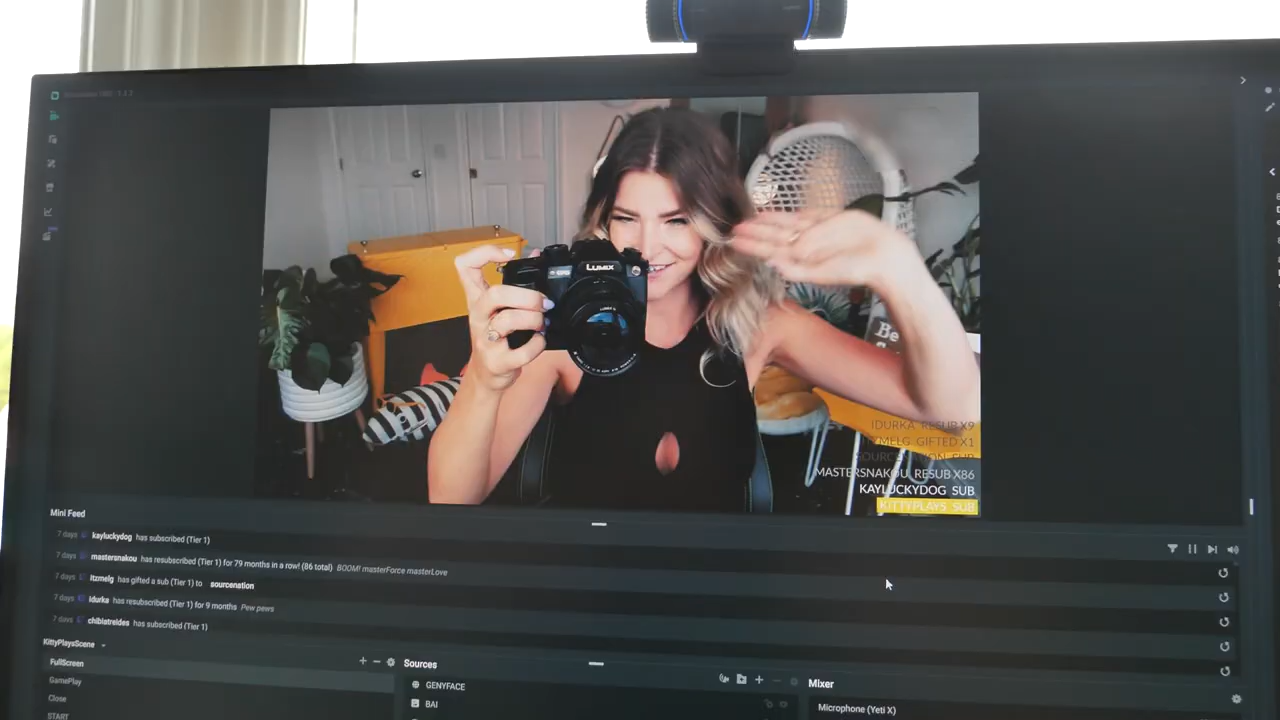 LUMIX
Be
IDURKA RESUB X9
GIFTED X1
MASTERSNAKOU RESUB X86
KAYLUCKYDOG SUB
KITTYPLAYS SUB
Mini Feed
7 days kayluckydog has subscribed (Tier 1)
7 days mastersnakou has resubscribed (Tier 1) for 79 months in a row! (86 total) BOOM! masterForce masterLove
7 days itzmelg has gifted a sub (Tier 1) to sourcenation
7 days idurka has resubscribed (Tier 1) for 9 months Pew pews
7 days chiblatreides has subscribed (Tier 1)
KittyPlaysScene
FullScreen
GamePlay
Close
START
Sources
GENYFACE
BAI
Mixer
Microphone (Yeti X)